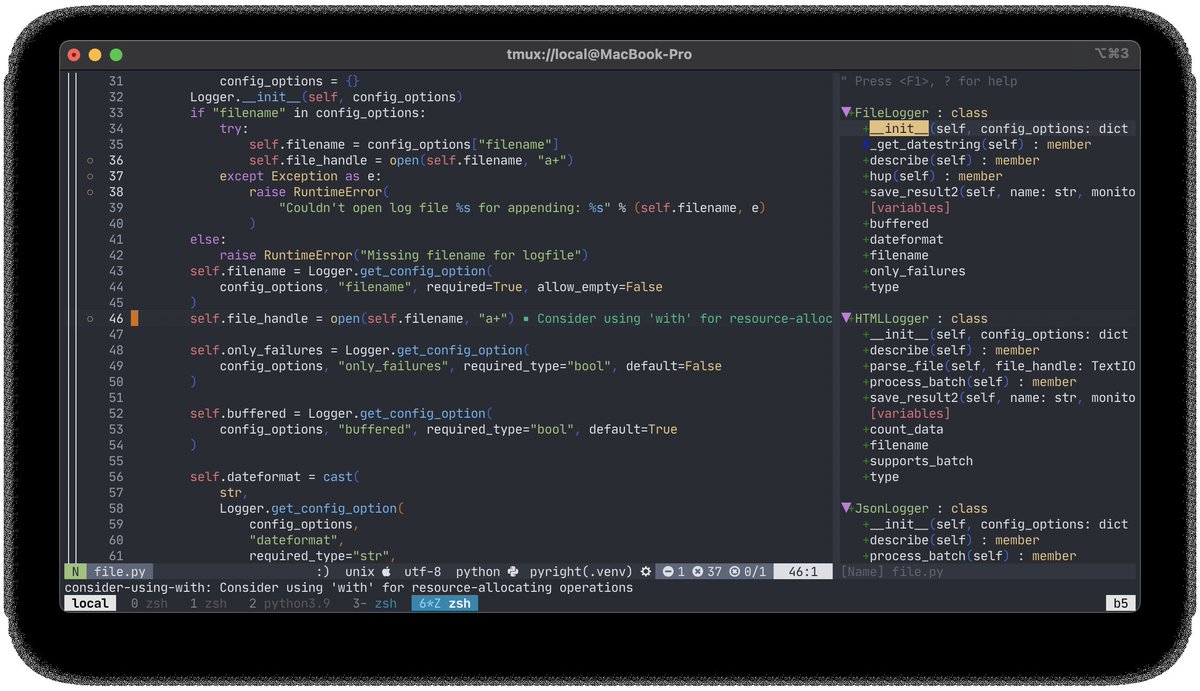 tmux://local@MacBook-Pro
⌥⌘3
31 config_options = {}
32 Logger.__init__(self, config_options)
33 if "filename" in config_options:
34 try:
35 self.filename = config_options["filename"]
36 self.file_handle = open(self.filename, "a+")
37 except Exception as e:
38 raise RuntimeError(
39 "Couldn't open log file %s for appending: %s" % (self.filename, e)
40 )
41 else:
42 raise RuntimeError("Missing filename for logfile")
43 self.filename = Logger.get_config_option(
44 config_options, "filename", required=True, allow_empty=False
45 )
46 self.file_handle = open(self.filename, "a+") ▪ Consider using 'with' for resource-alloc
47
48 self.only_failures = Logger.get_config_option(
49 config_options, "only_failures", required_type="bool", default=False
50 )
51
52 self.buffered = Logger.get_config_option(
53 config_options, "buffered", required_type="bool", default=True
54 )
55
56 self.dateformat = cast(
57 str,
58 Logger.get_config_option(
59 config_options,
60 "dateformat",
61 required_type="str",
" Press <F1>, ? for help
▼+FileLogger : class
+__init__(self, config_options: dict
_get_datestring(self) : member
+describe(self) : member
+hup(self) : member
+save_result2(self, name: str, monito
[variables]
+buffered
+dateformat
+filename
+only_failures
+type
▼+HTMLLogger : class
+__init__(self, config_options: dict
+describe(self) : member
+parse_file(self, file_handle: TextIO
+process_batch(self) : member
+save_result2(self, name: str, monito
[variables]
+count_data
+filename
+supports_batch
+type
▼+JsonLogger : class
+__init__(self, config_options: dict
+describe(self) : member
+process_batch(self) : member
N file.py :) unix utf-8 python pyright(.venv) 1 37 0/1 46:1
[Name] file.py
consider-using-with: Consider using 'with' for resource-allocating operations
local 0 zsh 1 zsh 2 python3.9 3- zsh 6*Z zsh b5